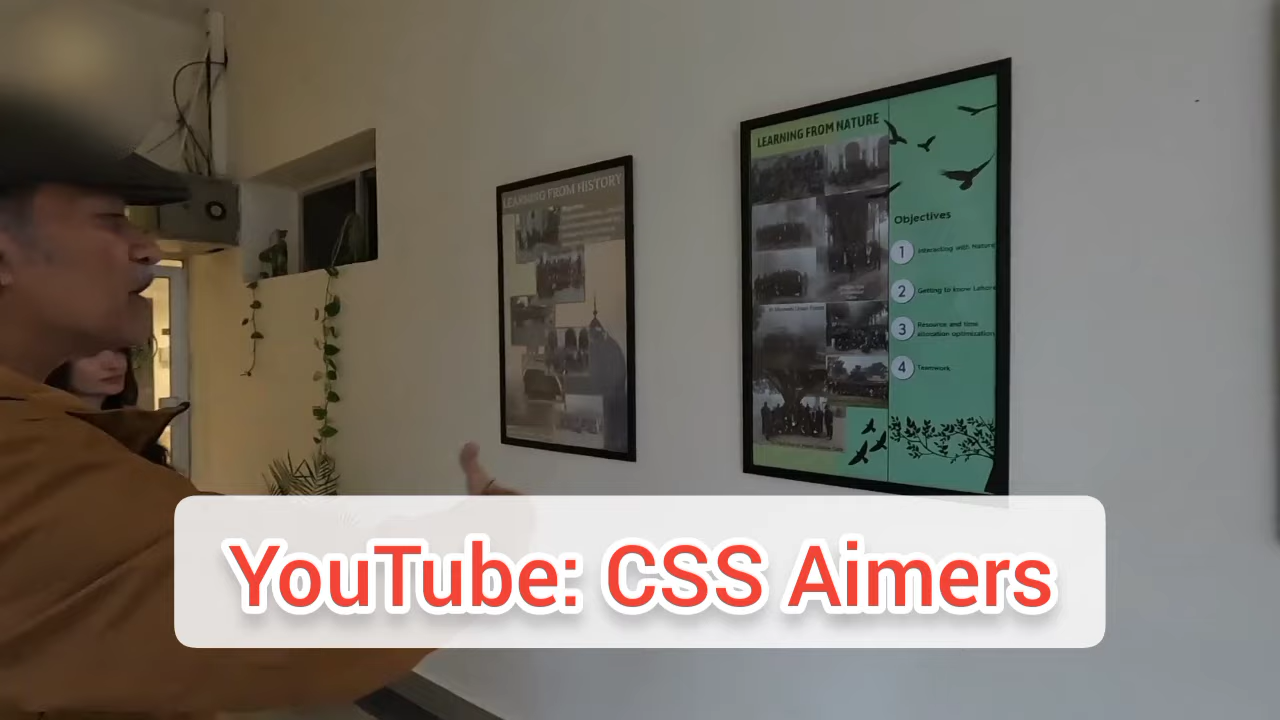 LEARNING FROM HISTORY
LEARNING FROM NATURE
Objectives
1 Interacting with Nature
2 Getting to know Lahore
3 Resource and time
allocation optimization
4 Teamwork
YouTube: CSS Aimers